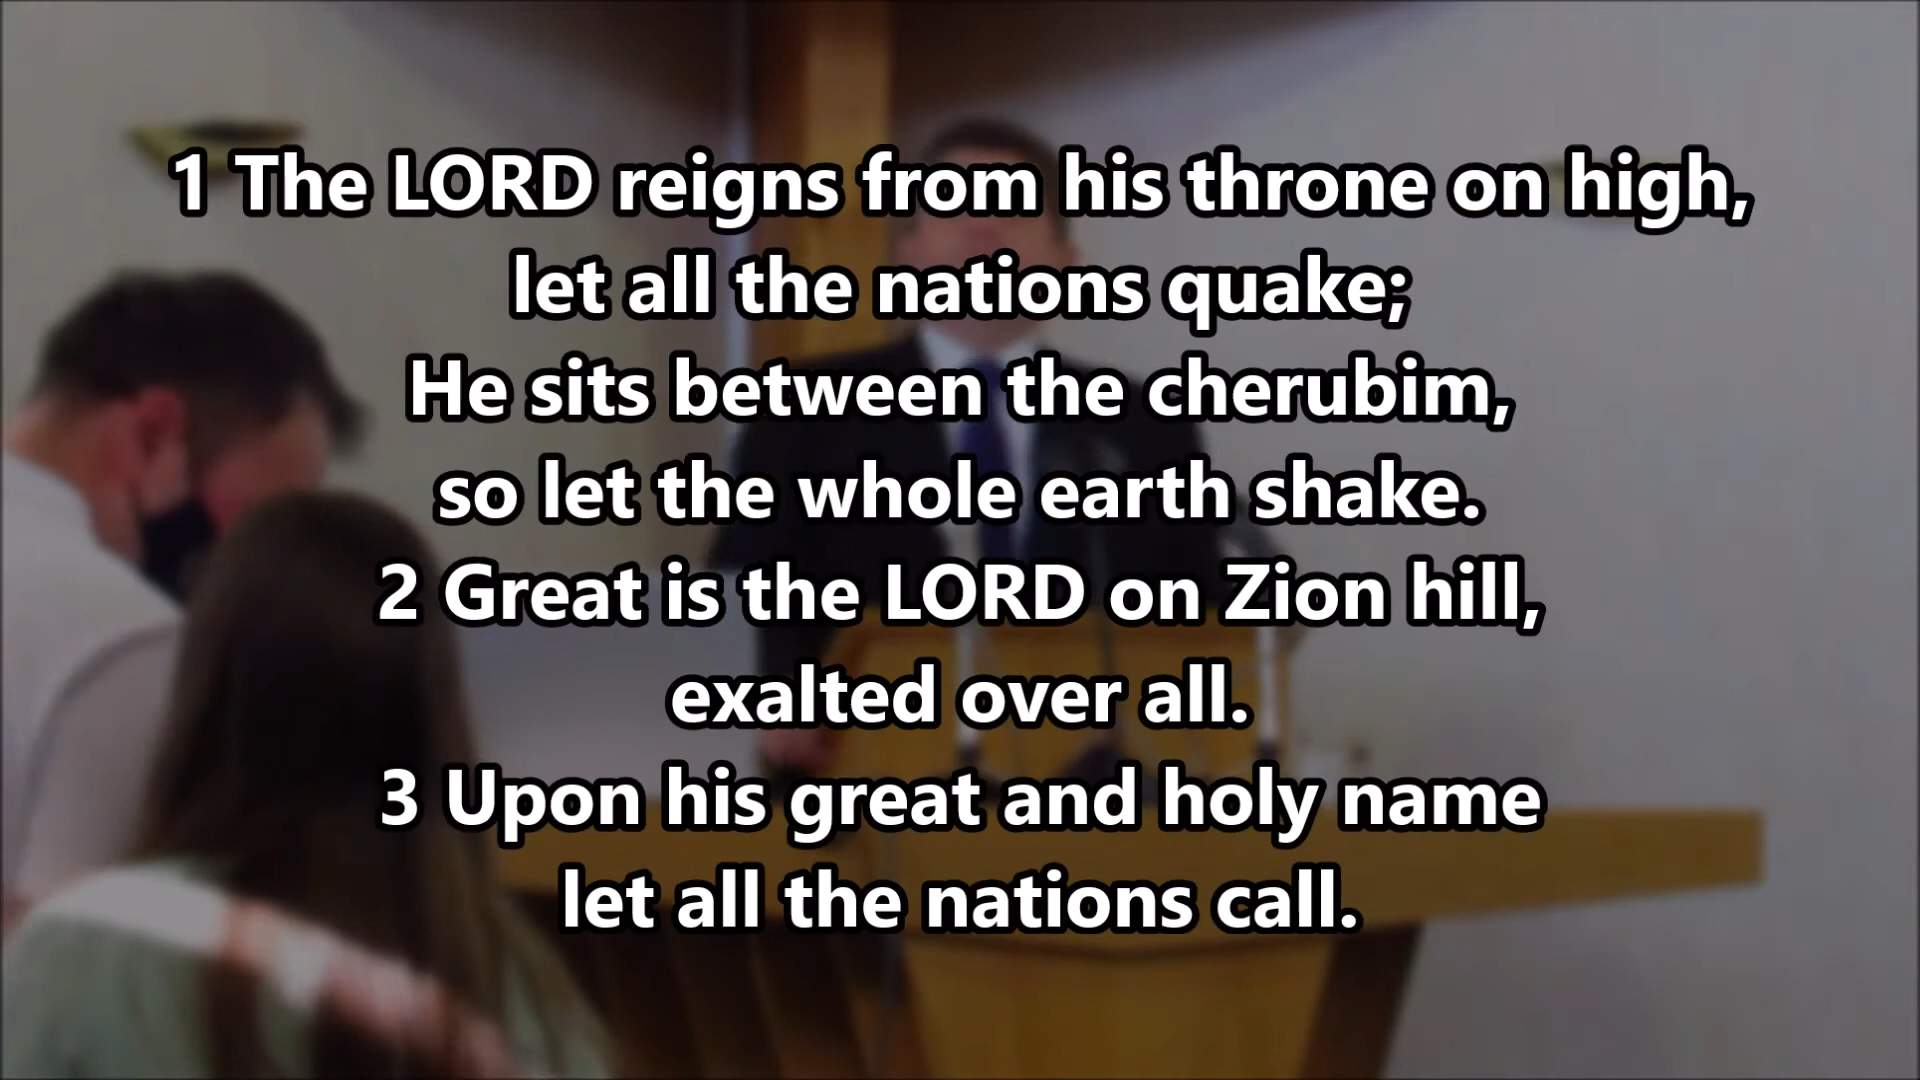 1 The LORD reigns from his throne on high,
let all the nations quake;
He sits between the cherubim,
so let the whole earth shake.
2 Great is the LORD on Zion hill,
exalted over all.
3 Upon his great and holy name
let all the nations call.